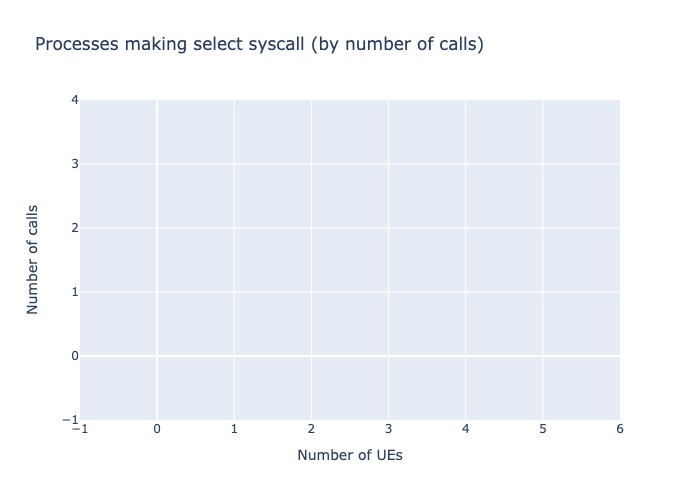 Processes making select syscall (by number of calls)
4
3
2
1
0
−1
Number of calls
−1 0 1 2 3 4 5 6
Number of UEs